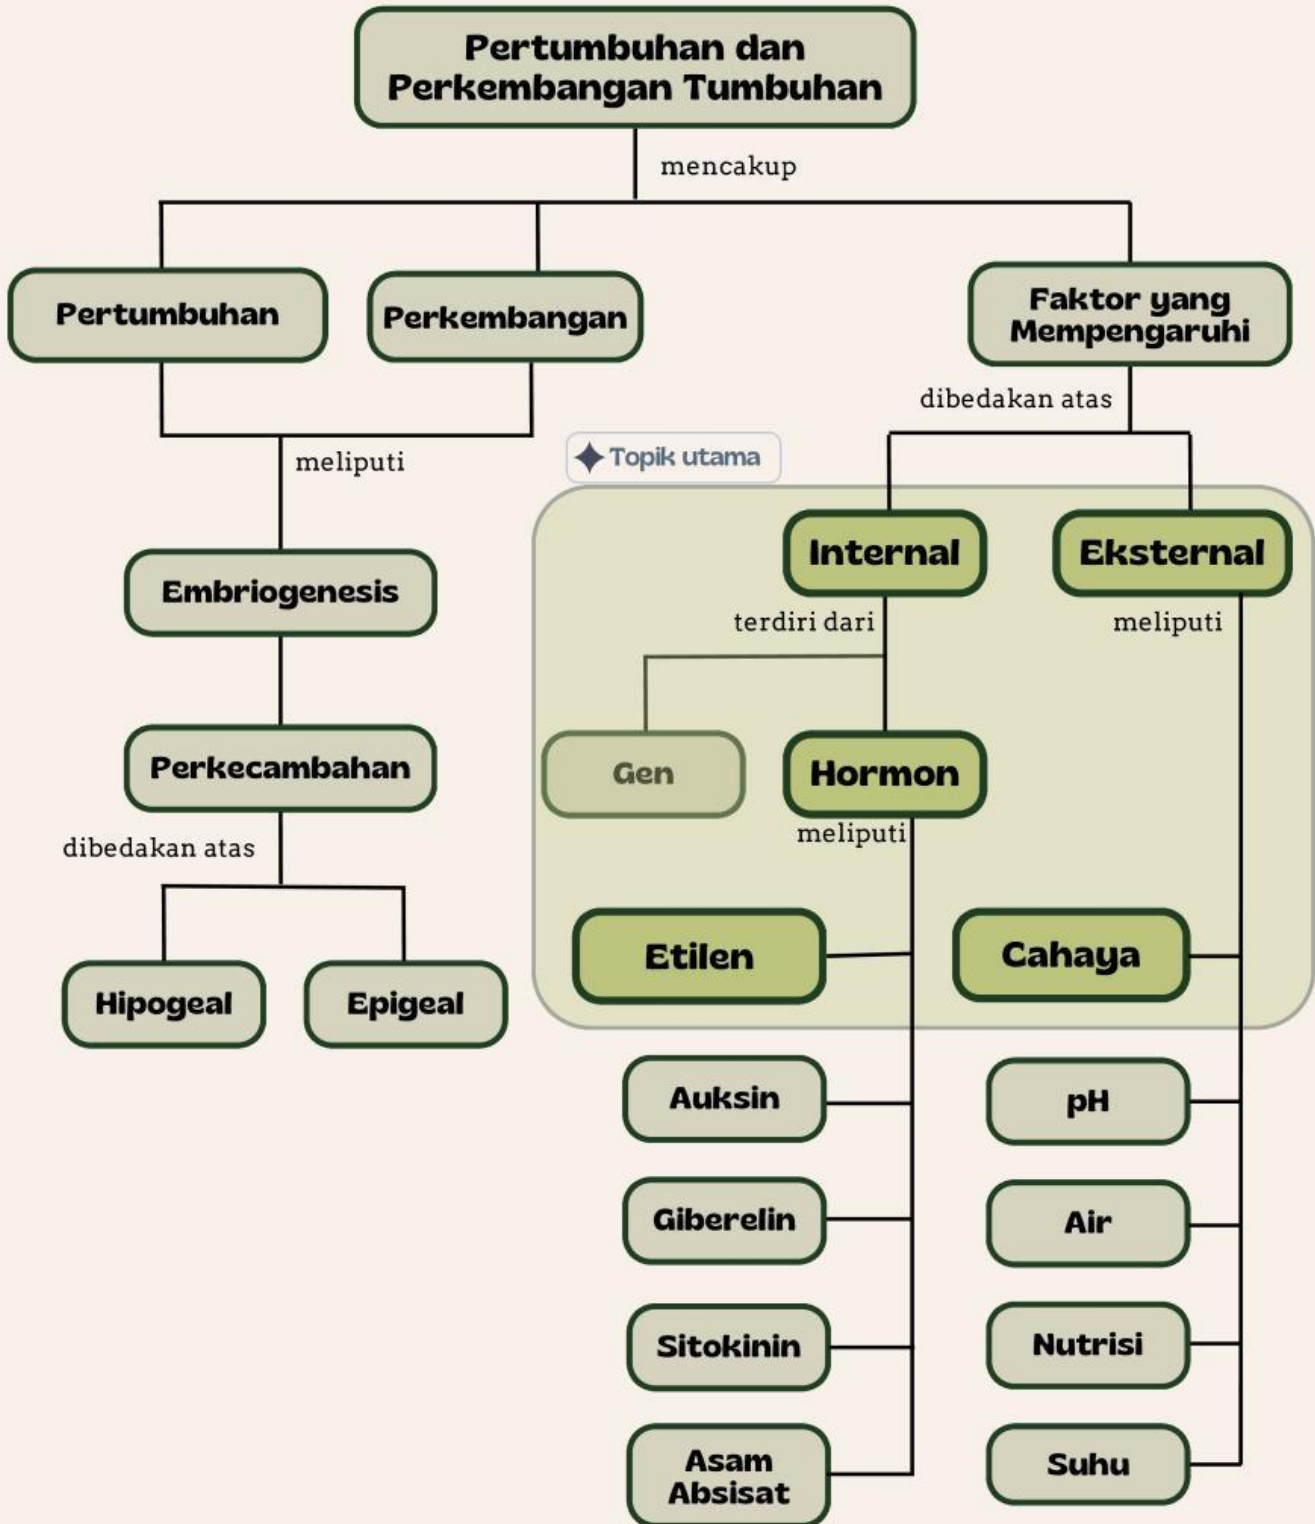 Pertumbuhan dan
Perkembangan Tumbuhan
mencakup
Pertumbuhan
Perkembangan
Faktor yang
Mempengaruhi
dibedakan atas
meliputi
Topik utama
Internal
Eksternal
Embriogenesis
terdiri dari
meliputi
Perkecambahan
Gen
Hormon
meliputi
dibedakan atas
Etilen
Cahaya
Hipogeal
Epigeal
Auksin
pH
Giberelin
Air
Sitokinin
Nutrisi
Asam
Absisat
Suhu